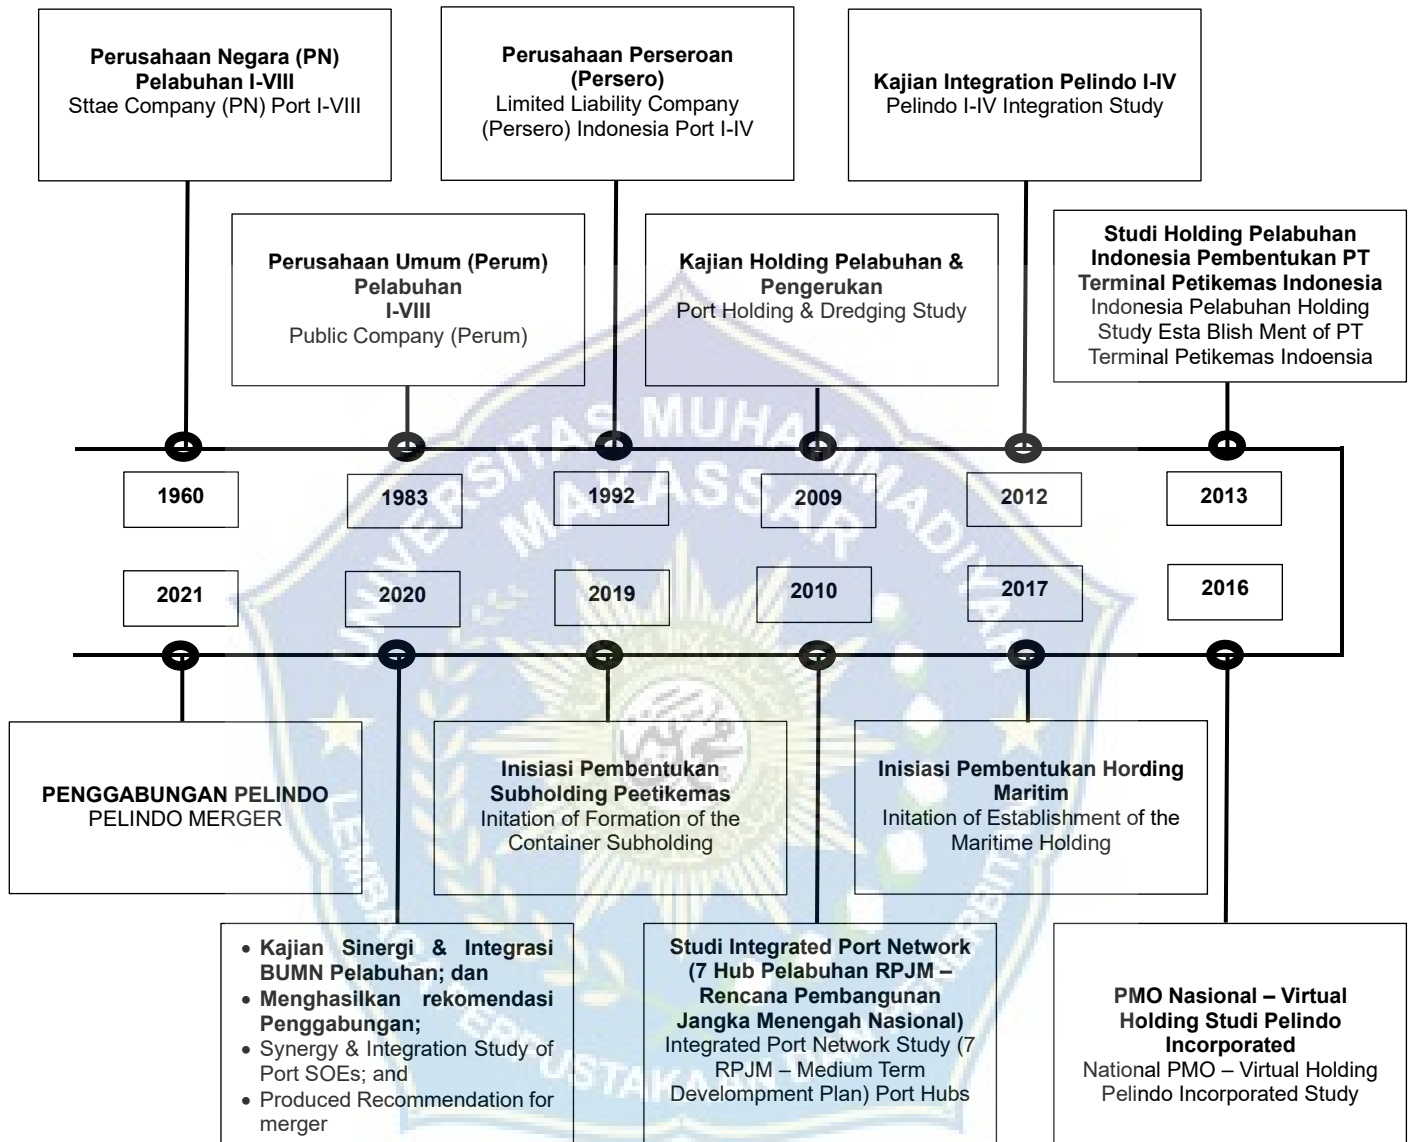 Perusahaan Negara (PN)
Pelabuhan I-VIII
Sttae Company (PN) Port I-VIII
Perusahaan Perseroan
(Persero)
Limited Liability Company
(Persero) Indonesia Port I-IV
Kajian Integration Pelindo I-IV
Pelindo I-IV Integration Study
Perusahaan Umum (Perum)
Pelabuhan
I-VIII
Public Company (Perum)
Kajian Holding Pelabuhan &
Pengerukan
Port Holding & Dredging Study
Studi Holding Pelabuhan
Indonesia Pembentukan PT
Terminal Petikemas Indonesia
Indonesia Pelabuhan Holding
Study Esta Blish Ment of PT
Terminal Petikemas Indoensia
UNIVERSITAS MUHAMMADIYAH
MAKASSAR
1960
1983
1992
2009
2012
2013
2021
2020
2019
2010
2017
2016
PENGGABUNGAN PELINDO
PELINDO MERGER
Inisiasi Pembentukan
Subholding Peetikemas
Initation of Formation of the
Container Subholding
Inisiasi Pembentukan Hording
Maritim
Initation of Establishment of the
Maritime Holding
• Kajian Sinergi & Integrasi
BUMN Pelabuhan; dan
• Menghasilkan rekomendasi
Penggabungan;
• Synergy & Integration Study of
Port SOEs; and
• Produced Recommendation for
merger
Studi Integrated Port Network
(7 Hub Pelabuhan RPJM –
Rencana Pembangunan
Jangka Menengah Nasional)
Integrated Port Network Study (7
RPJM – Medium Term
Develompment Plan) Port Hubs
PMO Nasional – Virtual
Holding Studi Pelindo
Incorporated
National PMO – Virtual Holding
Pelindo Incorporated Study
LEMBAGA PERPUSTAKAAN DAN PENERBITAN